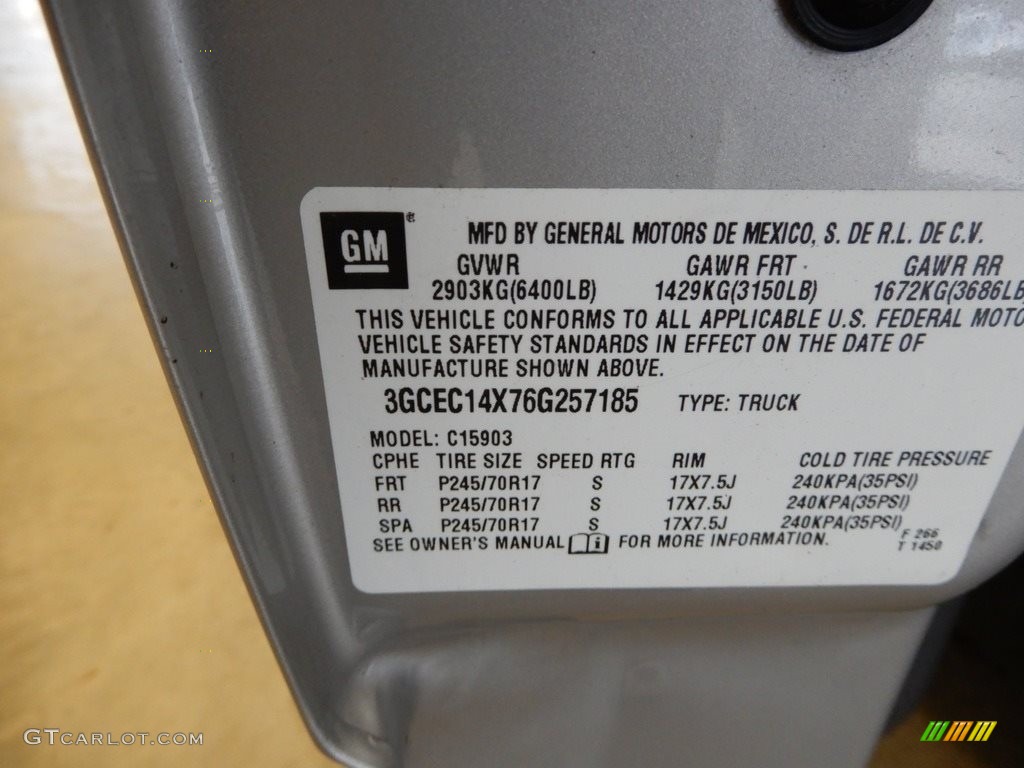 GM®
MFD BY GENERAL MOTORS DE MEXICO, S. DE R.L. DE C.V.
GVWR GAWR FRT GAWR RR
2903KG(6400LB) 1429KG(3150LB) 1672KG(3686LB
THIS VEHICLE CONFORMS TO ALL APPLICABLE U.S. FEDERAL MOTO
VEHICLE SAFETY STANDARDS IN EFFECT ON THE DATE OF
MANUFACTURE SHOWN ABOVE.
3GCEC14X76G257185 TYPE: TRUCK
MODEL: C15903
CPHE TIRE SIZE SPEED RTG RIM COLD TIRE PRESSURE
FRT P245/70R17 S 17X7.5J 240KPA(35PSI)
RR P245/70R17 S 17X7.5J 240KPA(35PSI)
SPA P245/70R17 S 17X7.5J 240KPA(35PSI)
SEE OWNER'S MANUAL i FOR MORE INFORMATION.
F 266
T 1450
GTCARLOT.COM